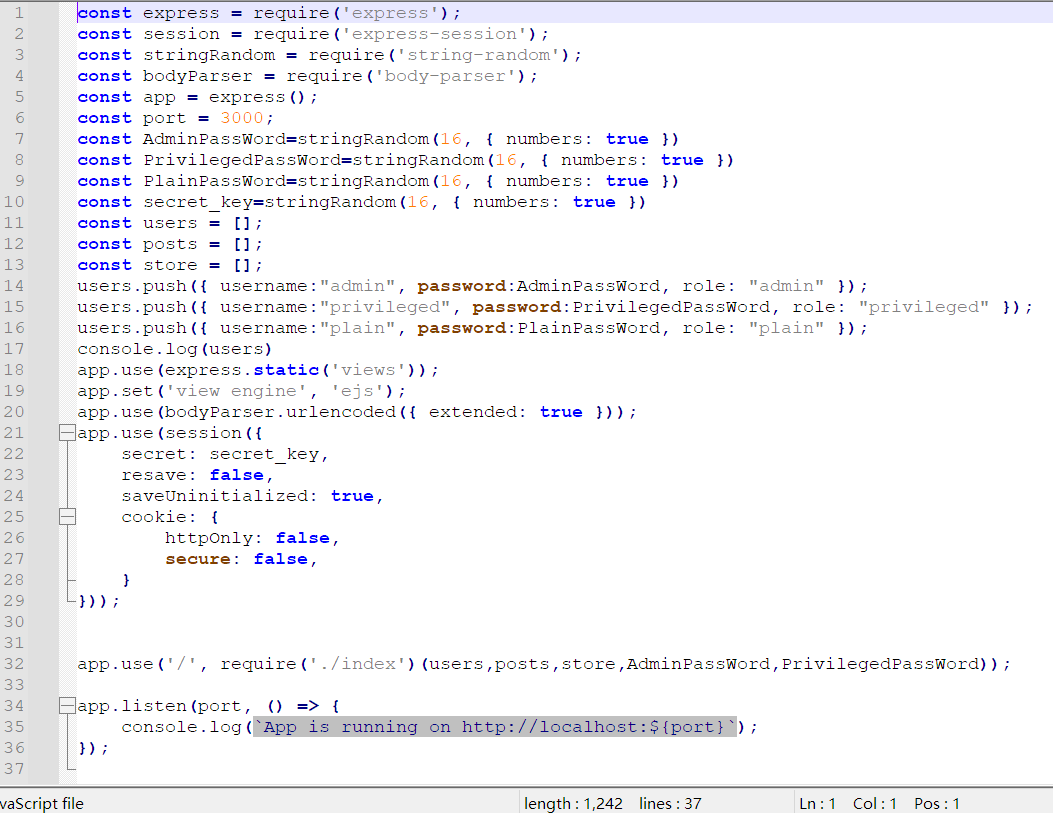 1 const express = require('express');
2 const session = require('express-session');
3 const stringRandom = require('string-random');
4 const bodyParser = require('body-parser');
5 const app = express();
6 const port = 3000;
7 const AdminPassWord=stringRandom(16, { numbers: true })
8 const PrivilegedPassWord=stringRandom(16, { numbers: true })
9 const PlainPassWord=stringRandom(16, { numbers: true })
10 const secret_key=stringRandom(16, { numbers: true })
11 const users = [];
12 const posts = [];
13 const store = [];
14 users.push({ username:"admin", password:AdminPassWord, role: "admin" });
15 users.push({ username:"privileged", password:PrivilegedPassWord, role: "privileged" });
16 users.push({ username:"plain", password:PlainPassWord, role: "plain" });
17 console.log(users)
18 app.use(express.static('views'));
19 app.set('view engine', 'ejs');
20 app.use(bodyParser.urlencoded({ extended: true }));
21 app.use(session({
22     secret: secret_key,
23     resave: false,
24     saveUninitialized: true,
25     cookie: {
26         httpOnly: false,
27         secure: false,
28     }
29 }));
30
31
32 app.use('/', require('./index')(users,posts,store,AdminPassWord,PrivilegedPassWord));
33
34 app.listen(port, () => {
35     console.log(`App is running on http://localhost:${port}`);
36 });
37
vaScript file length : 1,242 lines : 37 Ln : 1 Col : 1 Pos : 1